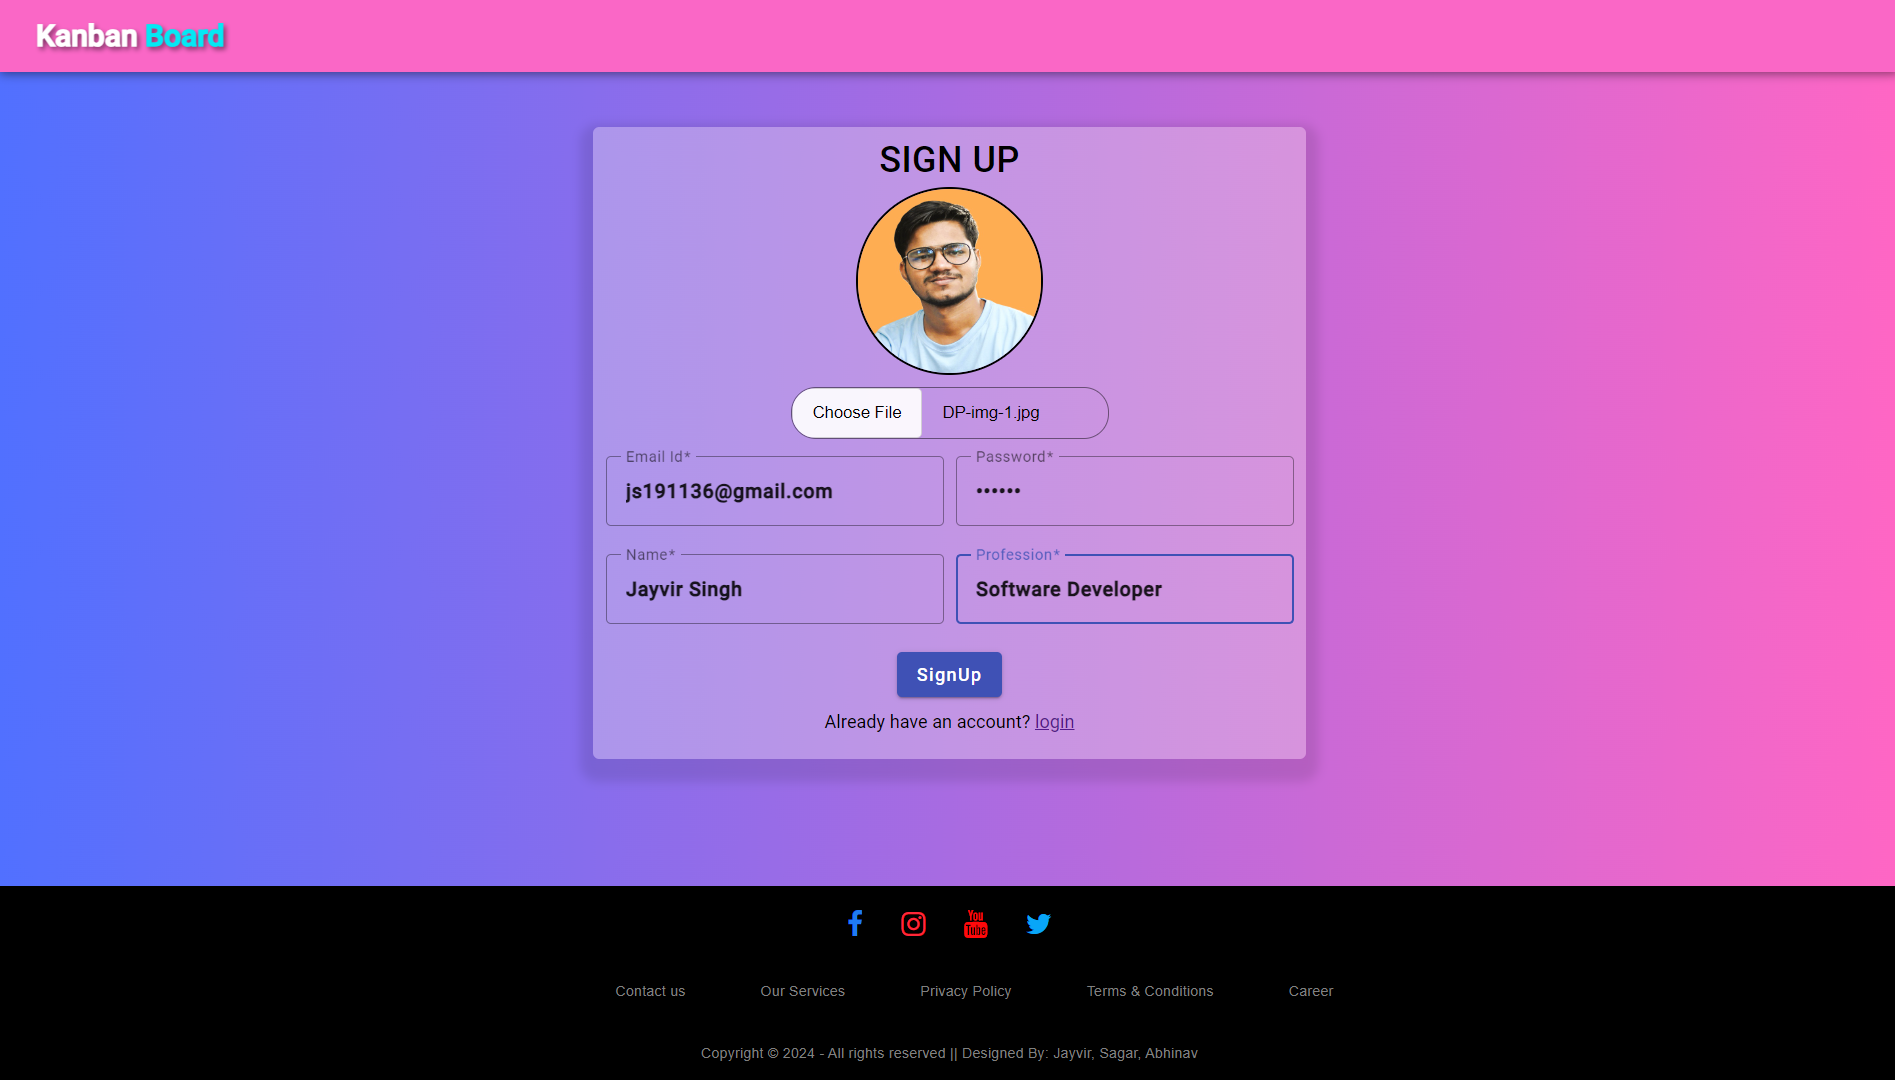 Kanban Board
SIGN UP
Choose File DP-img-1.jpg
Email Id* Password*
js191136@gmail.com ••••••
Name* Profession*
Jayvir Singh Software Developer
SignUp
Already have an account? login
You
Tube
Contact us Our Services Privacy Policy Terms & Conditions Career
Copyright © 2024 - All rights reserved || Designed By: Jayvir, Sagar, Abhinav